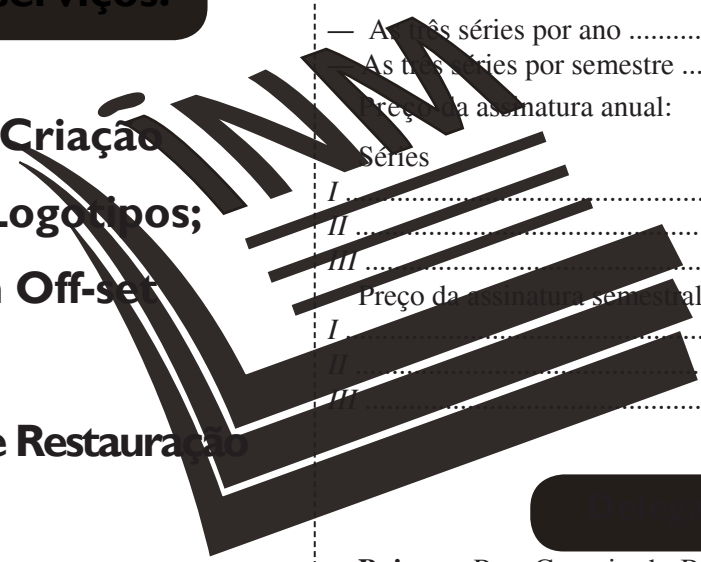 serviços:
Criação
Logotipos;
Off-set
e Restauração
ÍNM
— As três séries por ano ..........
— As três séries por semestre ...
Preço da assinatura anual:
Séries
I ..........
II ..........
III ..........
Preço da assinatura semestral
I ..........
II ..........
III ..........